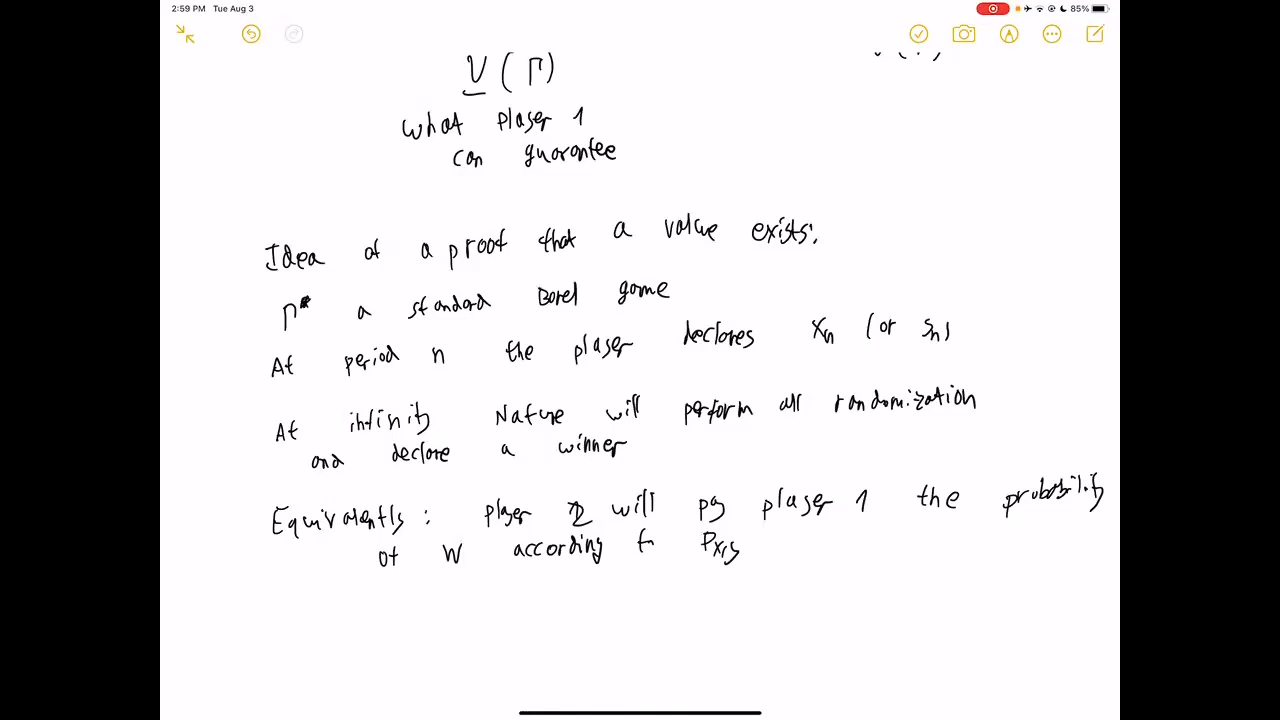 2:59 PM Tue Aug 3
85%
V (Γ)
what player 1
can guarantee
Idea of a proof that a value exists:
Γ* a standard Borel game
At period n the player declares xn (or sn)
At infinity Nature will perform all randomization
and declare a winner
Equivalently: player 2 will pay player 1 the probability
of W according to Px,y